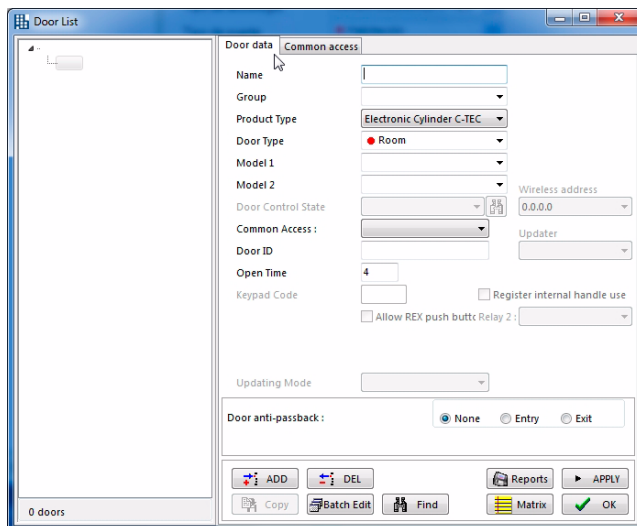 Door List
Door data
Common access
Name
Group
Product Type
Electronic Cylinder C-TEC
Door Type
Room
Model 1
Model 2
Wireless address
Door Control State
0.0.0.0
Common Access :
Updater
Door ID
Open Time
4
Keypad Code
Register internal handle use
Allow REX push buttc Relay 2 :
Updating Mode
Door anti-passback :
None
Entry
Exit
ADD
DEL
Reports
APPLY
Copy
Batch Edit
Find
Matrix
OK
0 doors